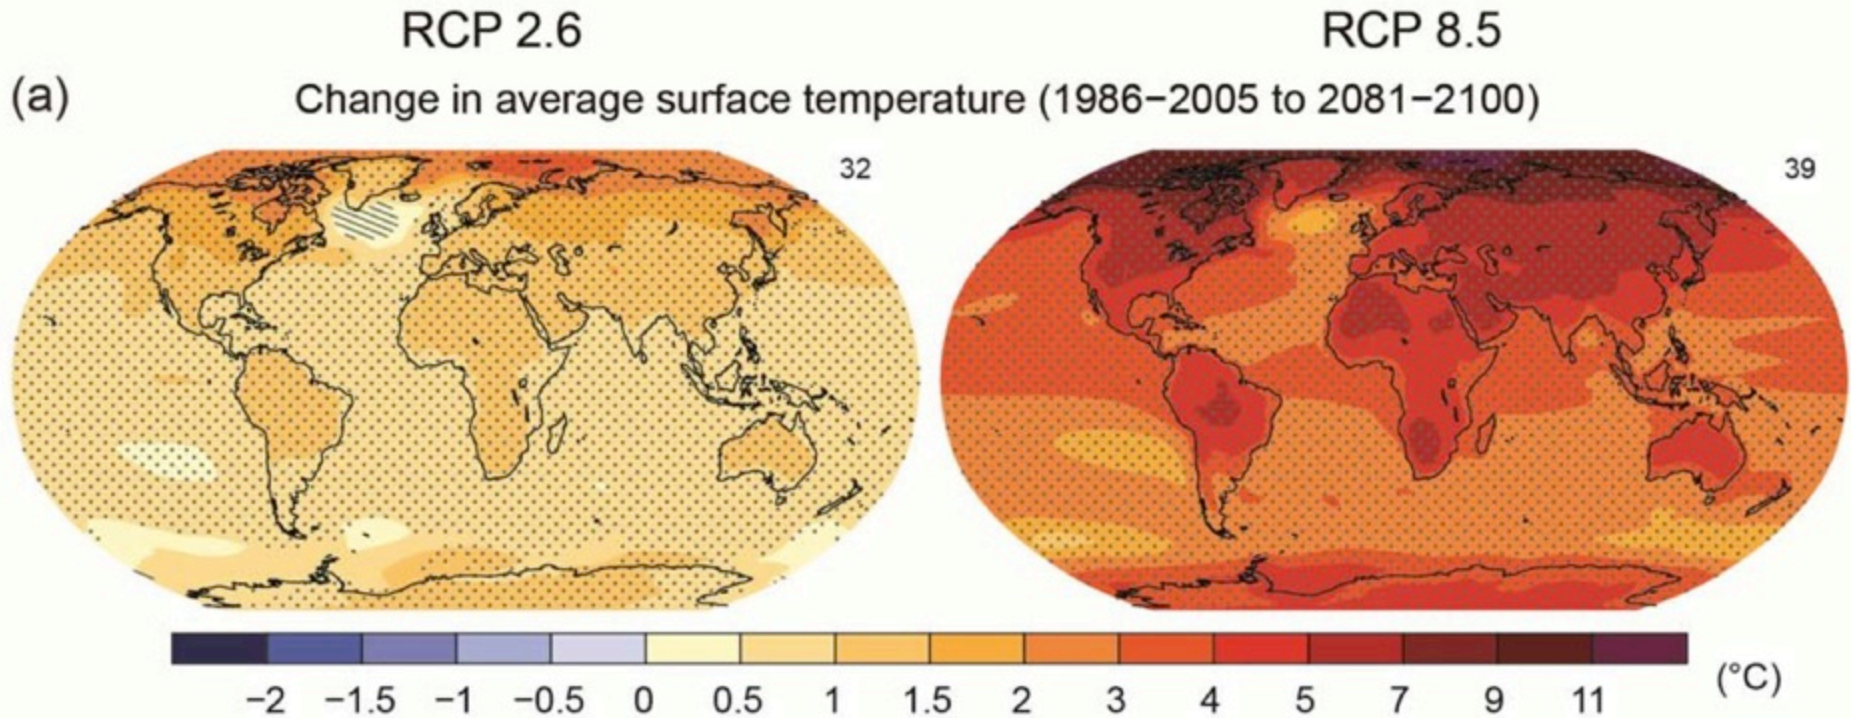 RCP 2.6 RCP 8.5
(a) Change in average surface temperature (1986−2005 to 2081−2100)
32 39
−2 −1.5 −1 −0.5 0 0.5 1 1.5 2 3 4 5 7 9 11 (°C)